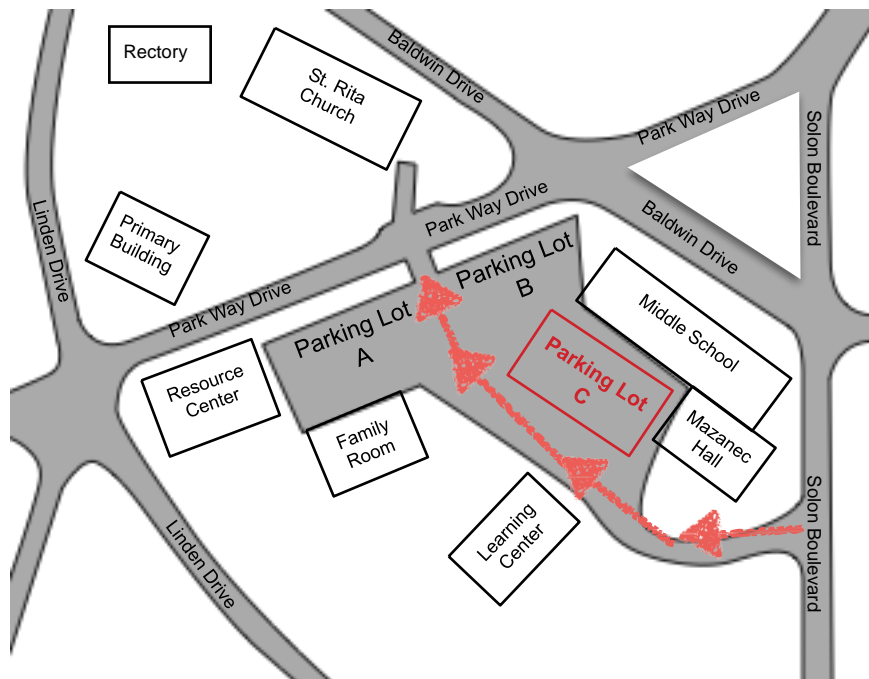 Rectory
St. Rita
Church
Baldwin Drive
Park Way Drive
Solon Boulevard
Linden Drive
Primary
Building
Park Way Drive
Baldwin Drive
Park Way Drive
Parking Lot
B
Parking Lot
A
Middle School
Parking Lot
C
Resource
Center
Family
Room
Mazanec
Hall
Learning
Center
Solon Boulevard
Linden Drive